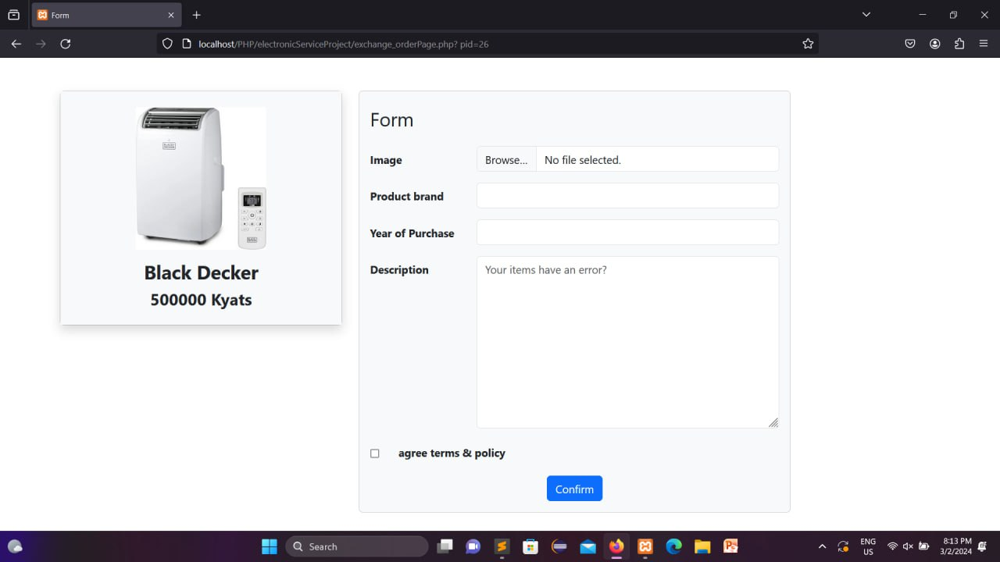 Form
localhost/PHP/electronicServiceProject/exchange_orderPage.php? pid=26
BLACK+DECKER
Black Decker
500000 Kyats
Form
Image
Browse... No file selected.
Product brand
Year of Purchase
Description
Your items have an error?
agree terms & policy
Confirm
Search
ENG
US
8:13 PM
3/2/2024